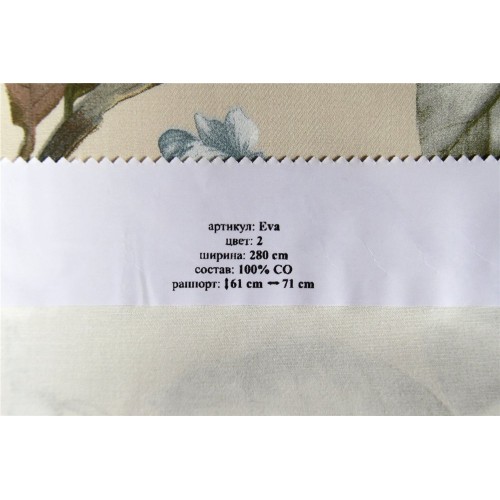 артикул: Eva
цвет: 2
ширина: 280 cm
состав: 100% CO
раппорт: ↕61 cm ↔ 71 cm